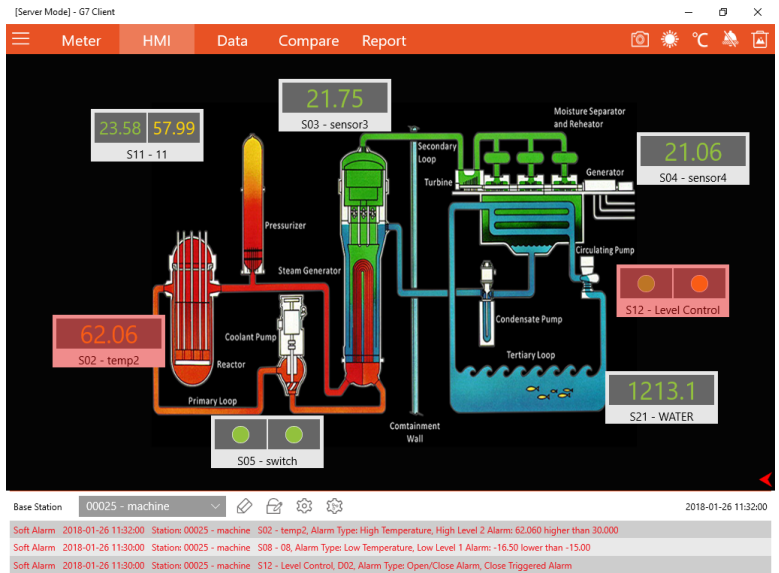 [Server Mode] - G7 Client
Meter HMI Data Compare Report
°C
21.75
S03 - sensor3
23.58 57.99
S11 - 11
Moisture Separator
and Reheator
Secondary
Loop
21.06
S04 - sensor4
Generator
Turbine
Pressurizer
Circulating Pump
Steam Generator
S12 - Level Control
62.06
S02 - temp2
Condensate Pump
Coolant Pump
Reactor
Tertiary Loop
1213.1
S21 - WATER
Primary Loop
Comtainment
Wall
S05 - switch
Base Station 00025 - machine 2018-01-26 11:32:00
Soft Alarm 2018-01-26 11:32:00 Station: 00025 - machine S02 - temp2, Alarm Type: High Temperature, High Level 2 Alarm: 62.060 higher than 30.000
Soft Alarm 2018-01-26 11:30:00 Station: 00025 - machine S08 - 08, Alarm Type: Low Temperature, Low Level 1 Alarm: -16.50 lower than -15.00
Soft Alarm 2018-01-26 11:30:00 Station: 00025 - machine S12 - Level Control, D02, Alarm Type: Open/Close Alarm, Close Triggered Alarm